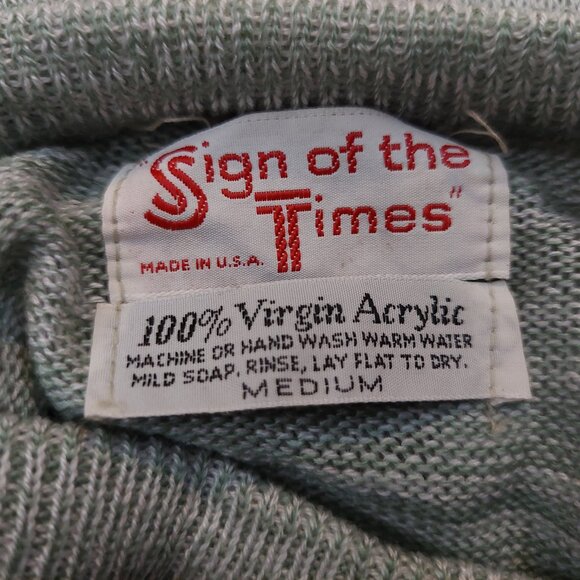 "Sign of the
Times"
MADE IN U.S.A.
100% Virgin Acrylic
MACHINE OR HAND WASH WARM WATER
MILD SOAP, RINSE, LAY FLAT TO DRY.
MEDIUM